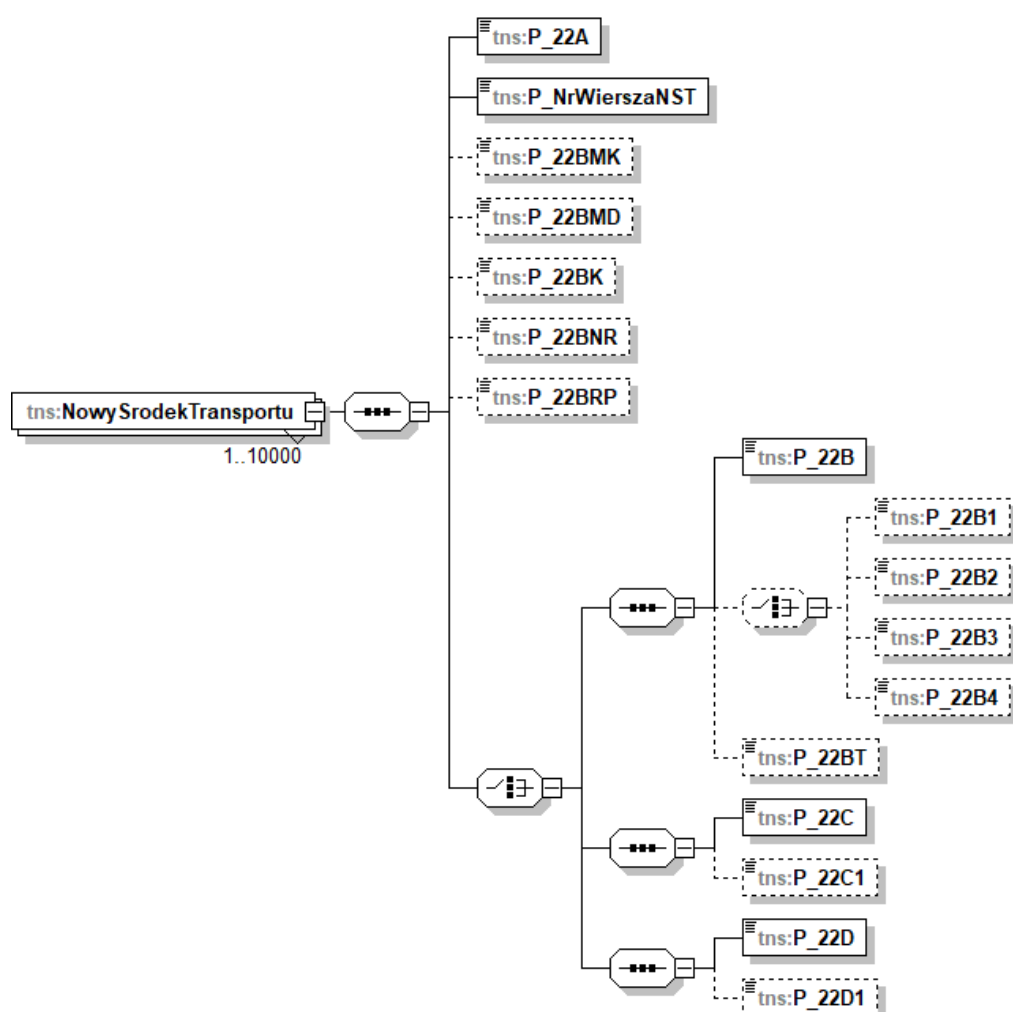 tns:P_22A
tns:P_NrWierszaNST
tns:P_22BMK
tns:P_22BMD
tns:P_22BK
tns:P_22BNR
tns:P_22BRP
tns:NowySrodekTransportu
1..10000
tns:P_22B
tns:P_22B1
tns:P_22B2
tns:P_22B3
tns:P_22B4
tns:P_22BT
tns:P_22C
tns:P_22C1
tns:P_22D
tns:P_22D1